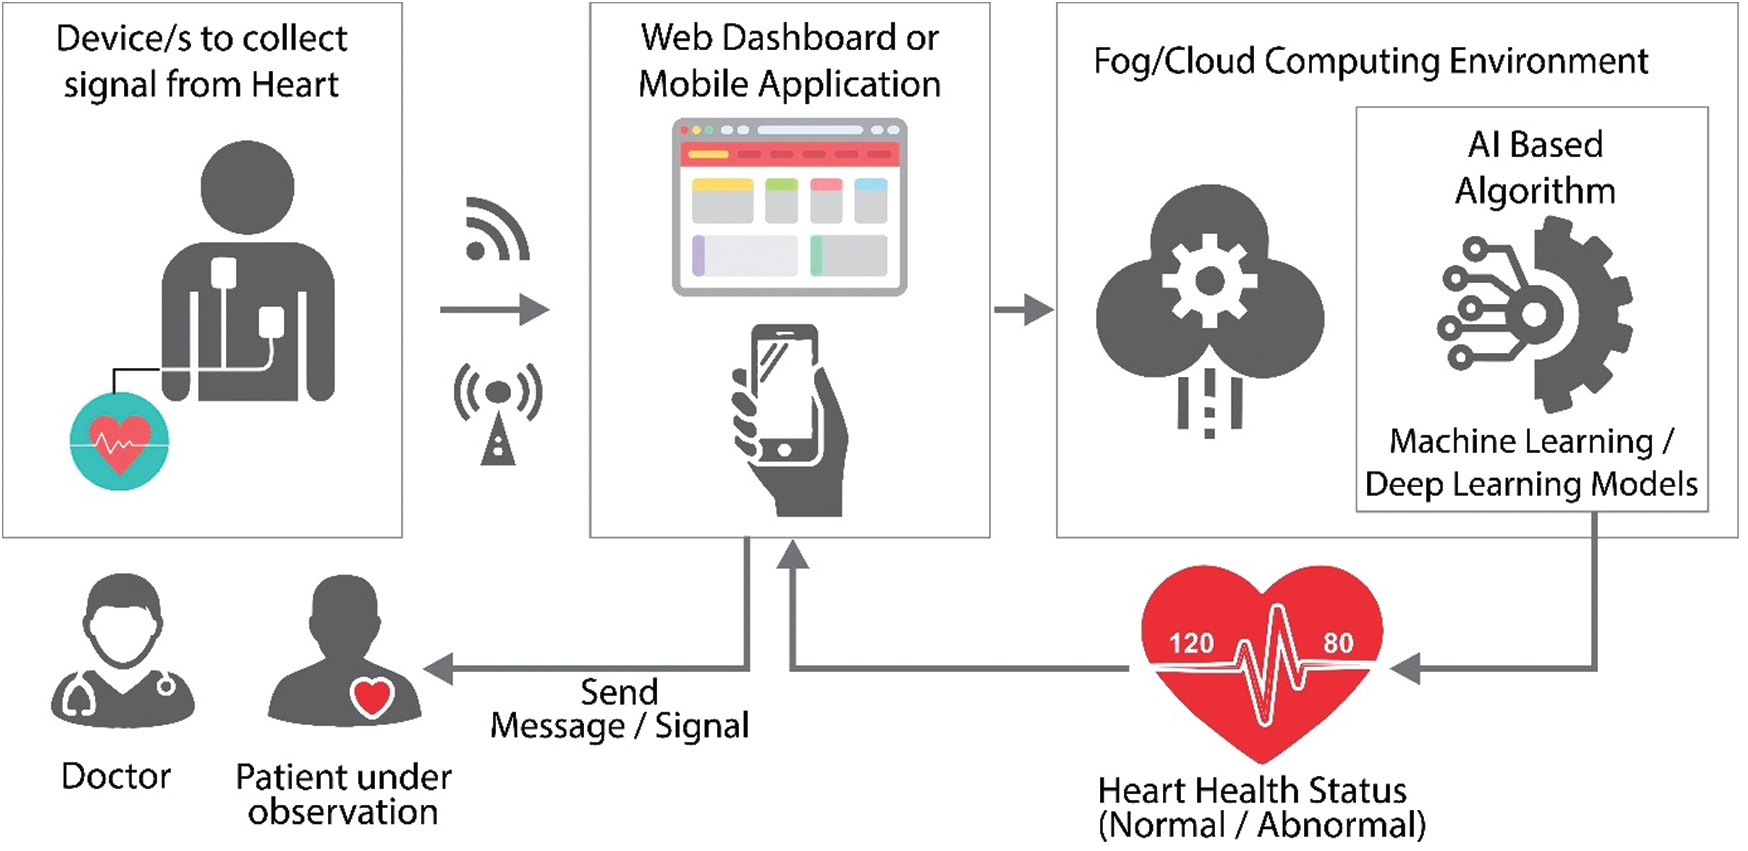 Device/s to collect
signal from Heart
Web Dashboard or
Mobile Application
Fog/Cloud Computing Environment
AI Based
Algorithm
Machine Learning /
Deep Learning Models
Doctor
Patient under
observation
Send
Message / Signal
120
80
Heart Health Status
(Normal / Abnormal)